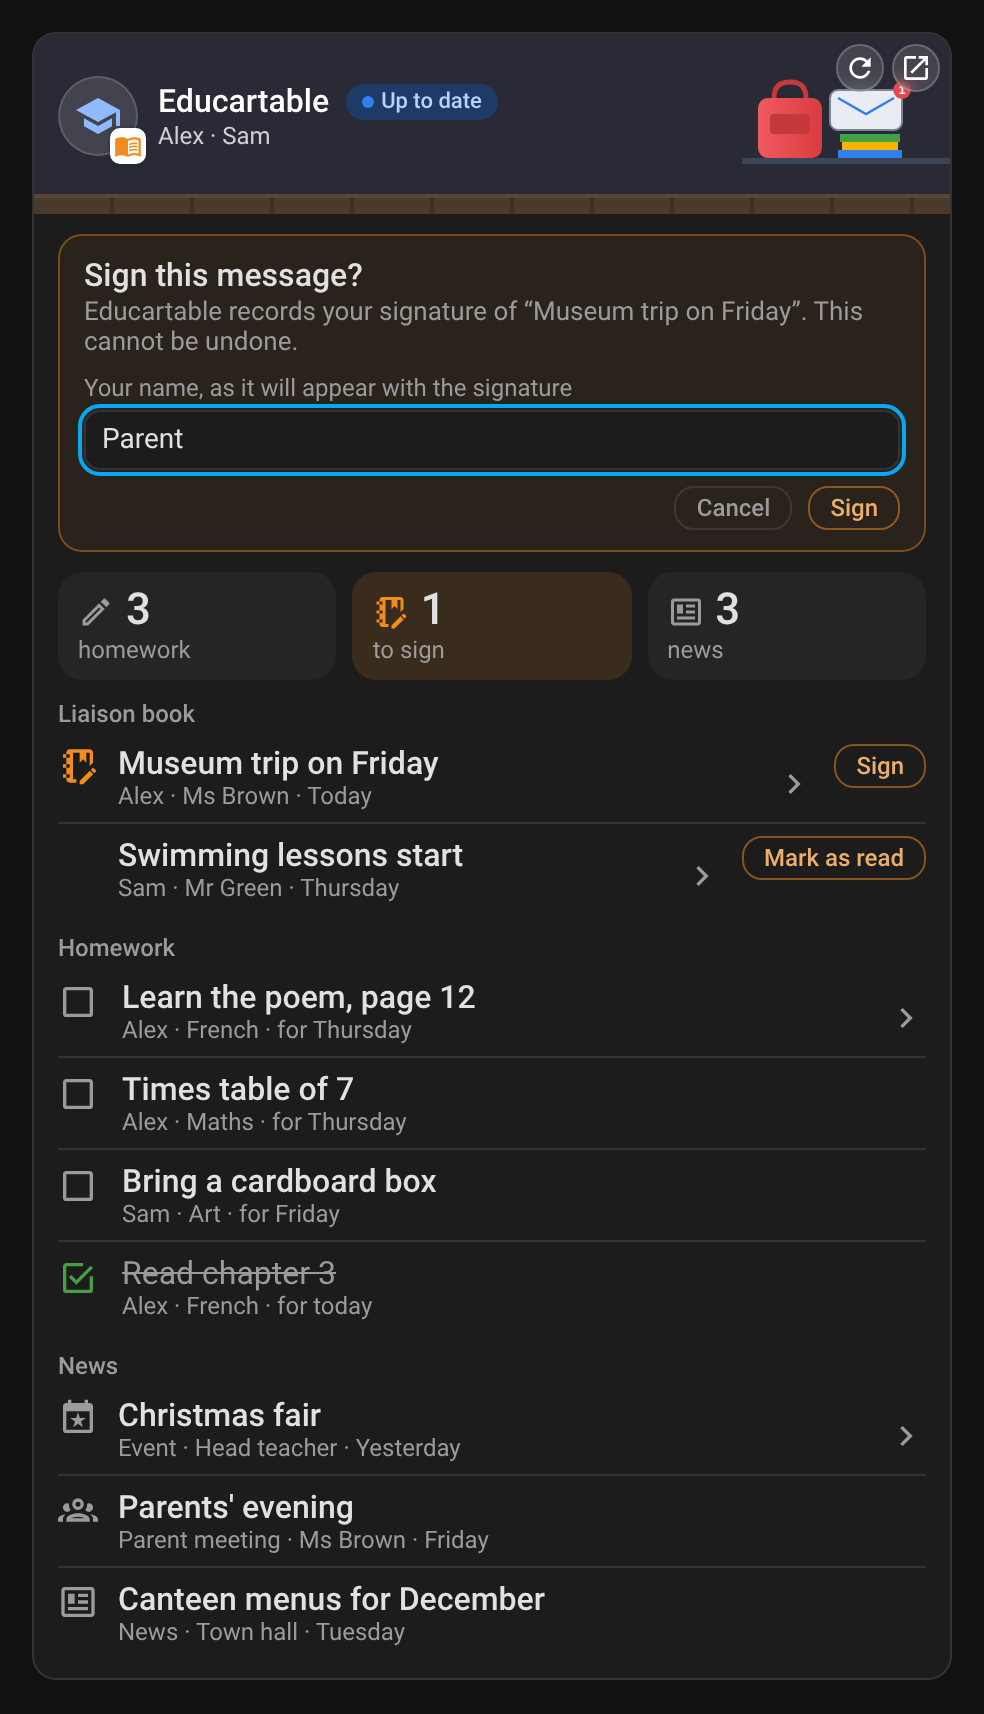 Educartable
Up to date
Alex · Sam
1
Sign this message?
Educartable records your signature of “Museum trip on Friday”. This
cannot be undone.
Your name, as it will appear with the signature
Parent
Cancel
Sign
3
homework
1
to sign
3
news
Liaison book
Museum trip on Friday
Alex · Ms Brown · Today
Sign
Swimming lessons start
Sam · Mr Green · Thursday
Mark as read
Homework
Learn the poem, page 12
Alex · French · for Thursday
Times table of 7
Alex · Maths · for Thursday
Bring a cardboard box
Sam · Art · for Friday
Read chapter 3
Alex · French · for today
News
Christmas fair
Event · Head teacher · Yesterday
Parents' evening
Parent meeting · Ms Brown · Friday
Canteen menus for December
News · Town hall · Tuesday